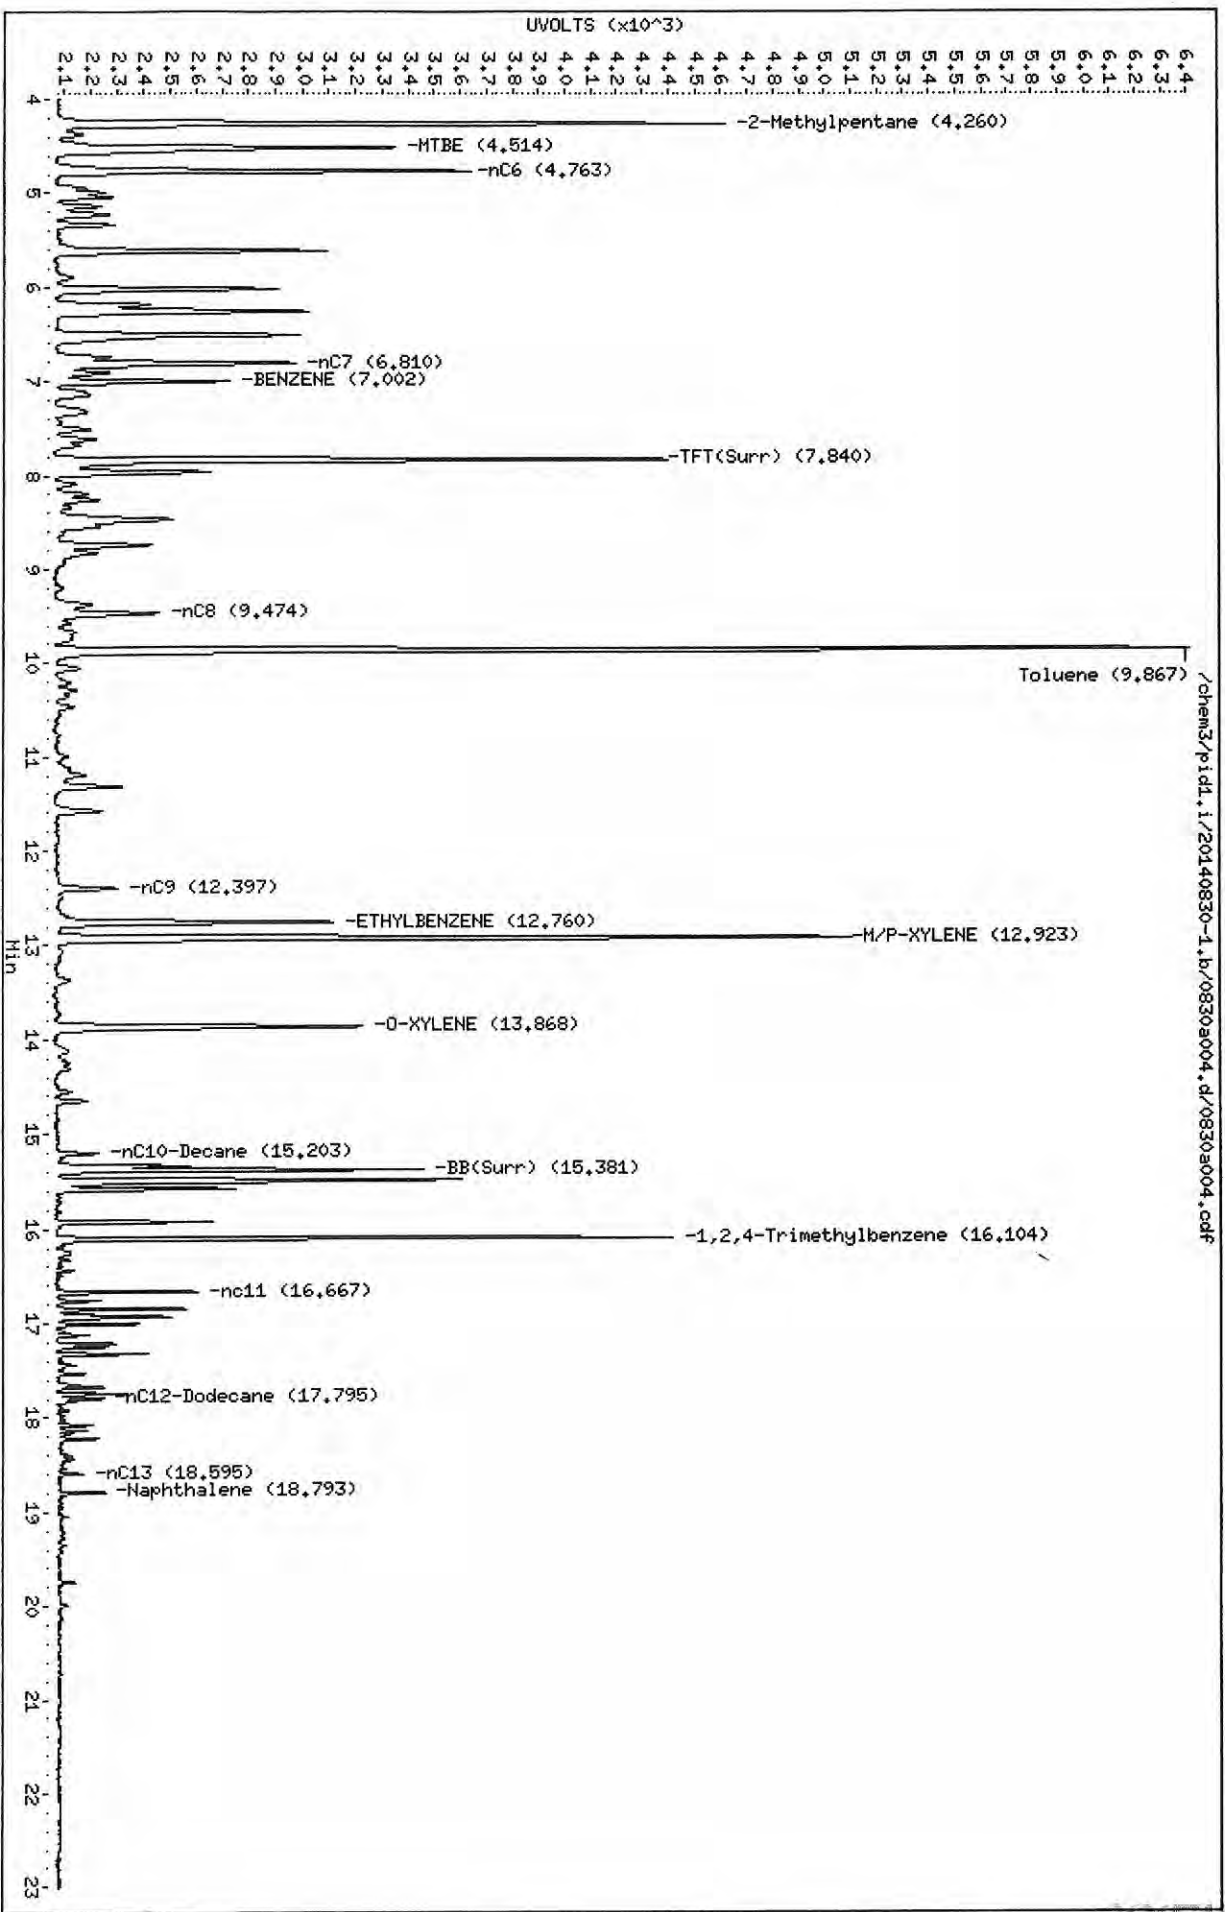 UVOLTS (x10^3)
2.1
2.2
2.3
2.4
2.5
2.6
2.7
2.8
2.9
3.0
3.1
3.2
3.3
3.4
3.5
3.6
3.7
3.8
3.9
4.0
4.1
4.2
4.3
4.4
4.5
4.6
4.7
4.8
4.9
5.0
5.1
5.2
5.3
5.4
5.5
5.6
5.7
5.8
5.9
6.0
6.1
6.2
6.3
6.4
-2-Methylpentane (4.260)
-MTBE (4.514)
-nC6 (4.763)
-nC7 (6.810)
-BENZENE (7.002)
-TFT(Surr) (7.840)
-nC8 (9.474)
Toluene (9.867)
-nC9 (12.397)
-ETHYLBENZENE (12.760)
-M/P-XYLENE (12.923)
-O-XYLENE (13.868)
-nC10-Decane (15.203)
-BB(Surr) (15.381)
-1,2,4-Trimethylbenzene (16.104)
-nc11 (16.667)
-nC12-Dodecane (17.795)
-nC13 (18.595)
-Naphthalene (18.793)
4
5
6
7
8
9
10
11
12
13
14
15
16
17
18
19
20
21
22
23
Min
/chem3/pid1.i/20140830-1.b/0830a004.d/0830a004.cdf